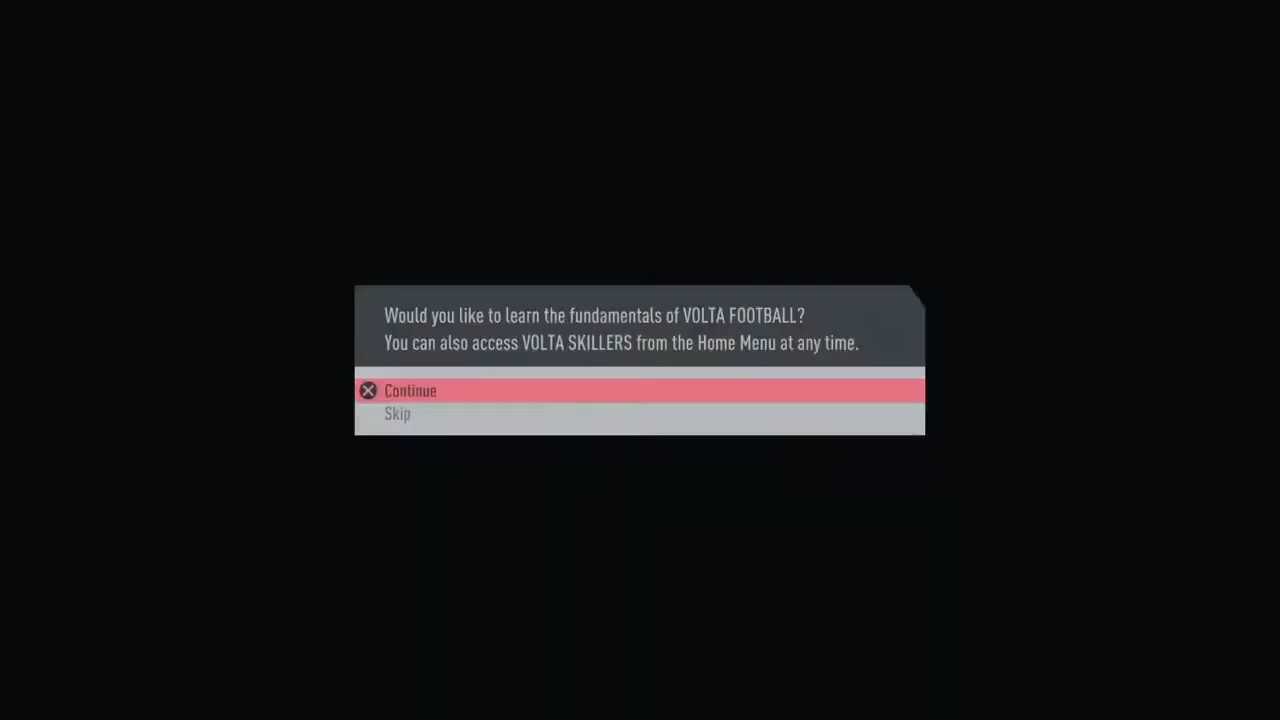 Would you like to learn the fundamentals of VOLTA FOOTBALL?
You can also access VOLTA SKILLERS from the Home Menu at any time.
Continue
Skip